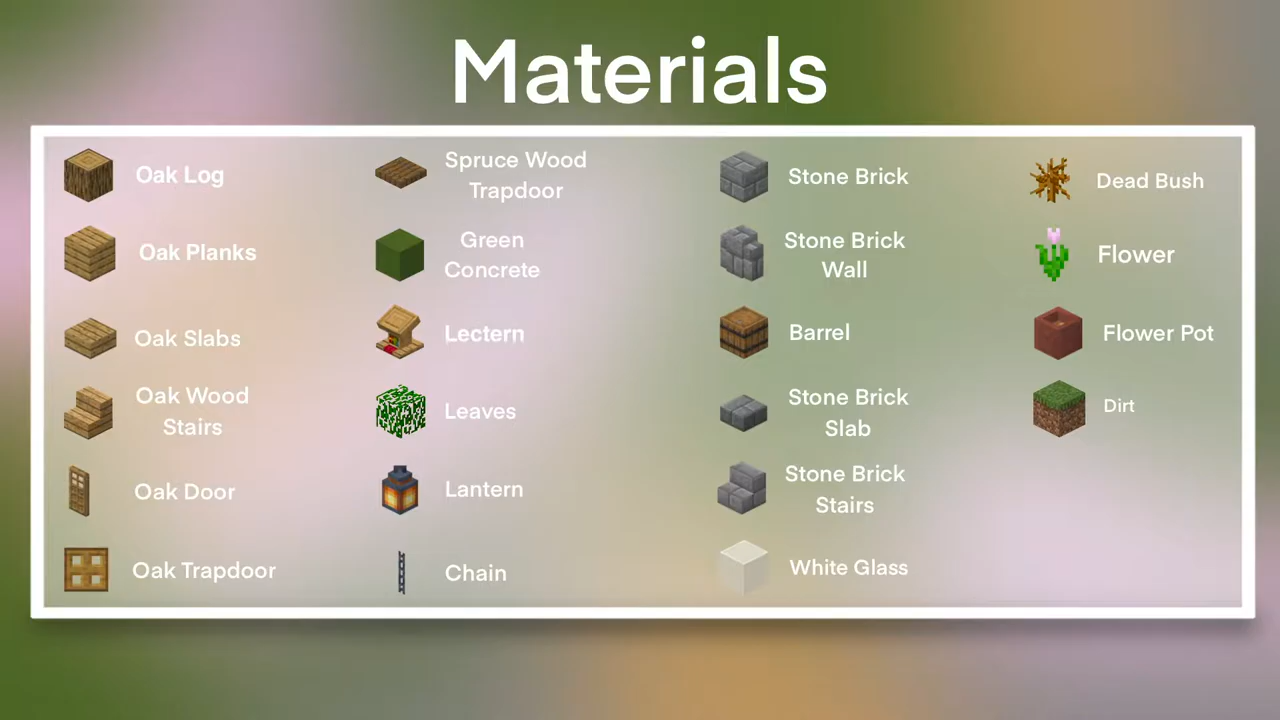 Materials
Oak Log
Oak Planks
Oak Slabs
Oak Wood
Stairs
Oak Door
Oak Trapdoor
Spruce Wood
Trapdoor
Green
Concrete
Lectern
Leaves
Lantern
Chain
Stone Brick
Stone Brick
Wall
Barrel
Stone Brick
Slab
Stone Brick
Stairs
White Glass
Dead Bush
Flower
Flower Pot
Dirt